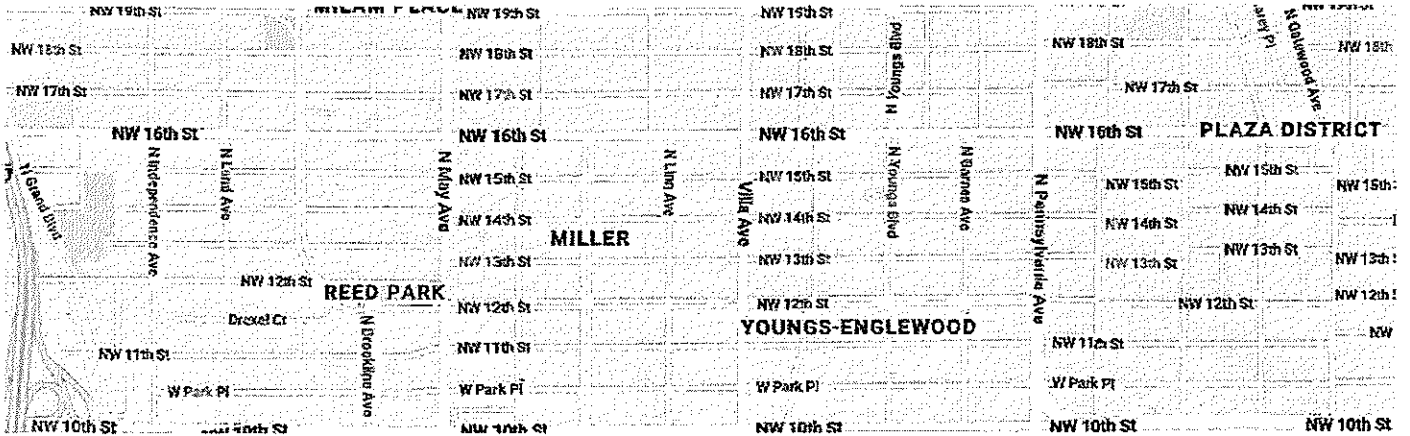 NW 19th St
MILAM PLACE
NW 19th St
NW 19th St
NW 18th St
NW 18th St
NW 18th St
N Youngs Blvd
NW 18th St
N Gatewood Ave
NW 18th
NW 17th St
NW 17th St
NW 17th St
NW 17th St
NW 16th St
NW 16th St
NW 16th St
NW 16th St
PLAZA DISTRICT
N Grand Blvd
N Independence Ave
N Lund Ave
N May Ave
NW 15th St
N Linn Ave
Villa Ave
NW 15th St
N Youngs Blvd
N Barnes Ave
N Pennsylvania Ave
NW 15th St
NW 15th St
NW 15th
NW 14th St
NW 14th St
NW 14th St
NW 14th St
MILLER
NW 13th St
NW 13th St
NW 13th St
NW 13th St
NW 13th
NW 12th St
REED PARK
NW 12th St
NW 12th St
NW 12th St
NW 12th
Drexel Ct
N Brookline Ave
YOUNGS-ENGLEWOOD
NW
NW 11th St
NW 11th St
NW 11th St
W Park Pl
W Park Pl
W Park Pl
W Park Pl
NW 10th St
NW 10th St
NW 10th St
NW 10th St
NW 10th St
NW 10th St